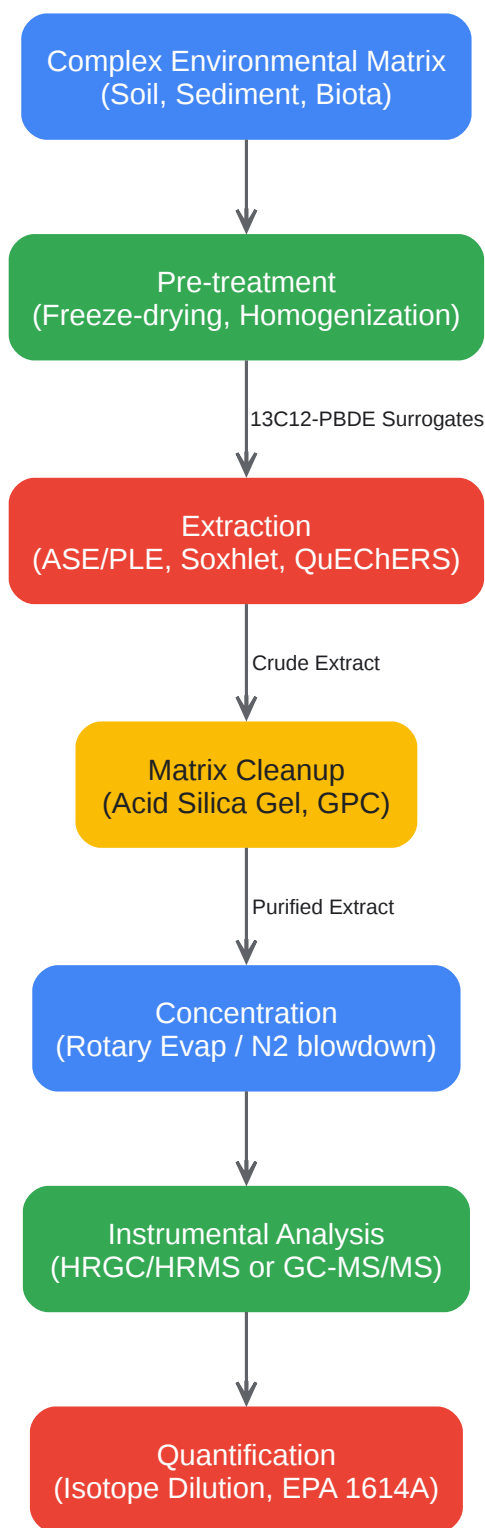 Complex Environmental Matrix
(Soil, Sediment, Biota)
Pre-treatment
(Freeze-drying, Homogenization)
13C12-PBDE Surrogates
Extraction
(ASE/PLE, Soxhlet, QuEChERS)
Crude Extract
Matrix Cleanup
(Acid Silica Gel, GPC)
Purified Extract
Concentration
(Rotary Evap / N2 blowdown)
Instrumental Analysis
(HRGC/HRMS or GC-MS/MS)
Quantification
(Isotope Dilution, EPA 1614A)